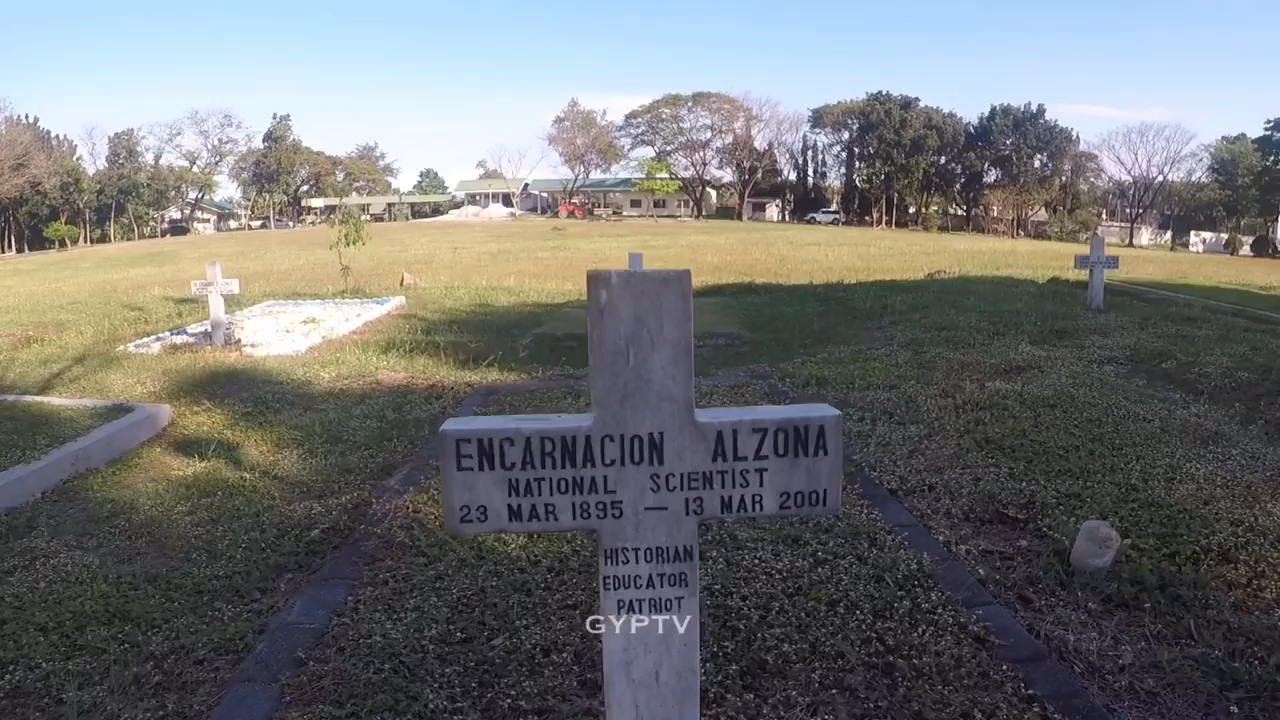 ENCARNACION ALZONA
NATIONAL SCIENTIST
23 MAR 1895 — 13 MAR 2001
HISTORIAN
EDUCATOR
PATRIOT
GYPTV